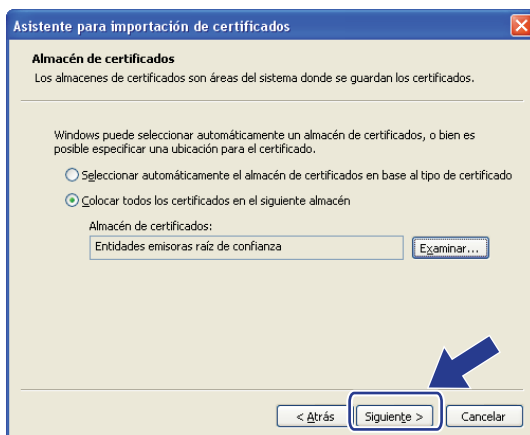 Asistente para importación de certificados
Almacén de certificados
Los almacenes de certificados son áreas del sistema donde se guardan los certificados.
Windows puede seleccionar automáticamente un almacén de certificados, o bien es
posible especificar una ubicación para el certificado.
Seleccionar automáticamente el almacén de certificados en base al tipo de certificado
Colocar todos los certificados en el siguiente almacén
Almacén de certificados:
Entidades emisoras raíz de confianza
Examinar...
< Atrás
Siguiente >
Cancelar